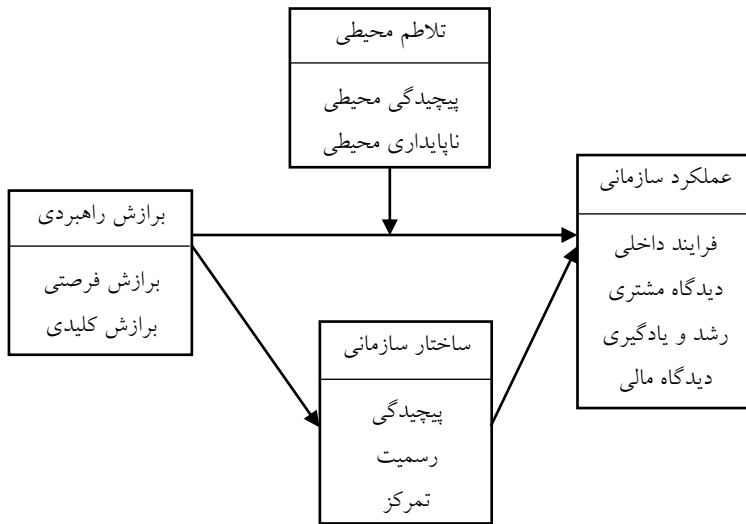 تلاطم محیطی
پیچیدگی محیطی
ناپایداری محیطی
عملکرد سازمانی
فرایند داخلی
دیدگاه مشتری
رشد و یادگیری
دیدگاه مالی
برازش راهبردی
برازش فرصتی
برازش کلیدی
ساختار سازمانی
پیچیدگی
رسمیت
تمرکز